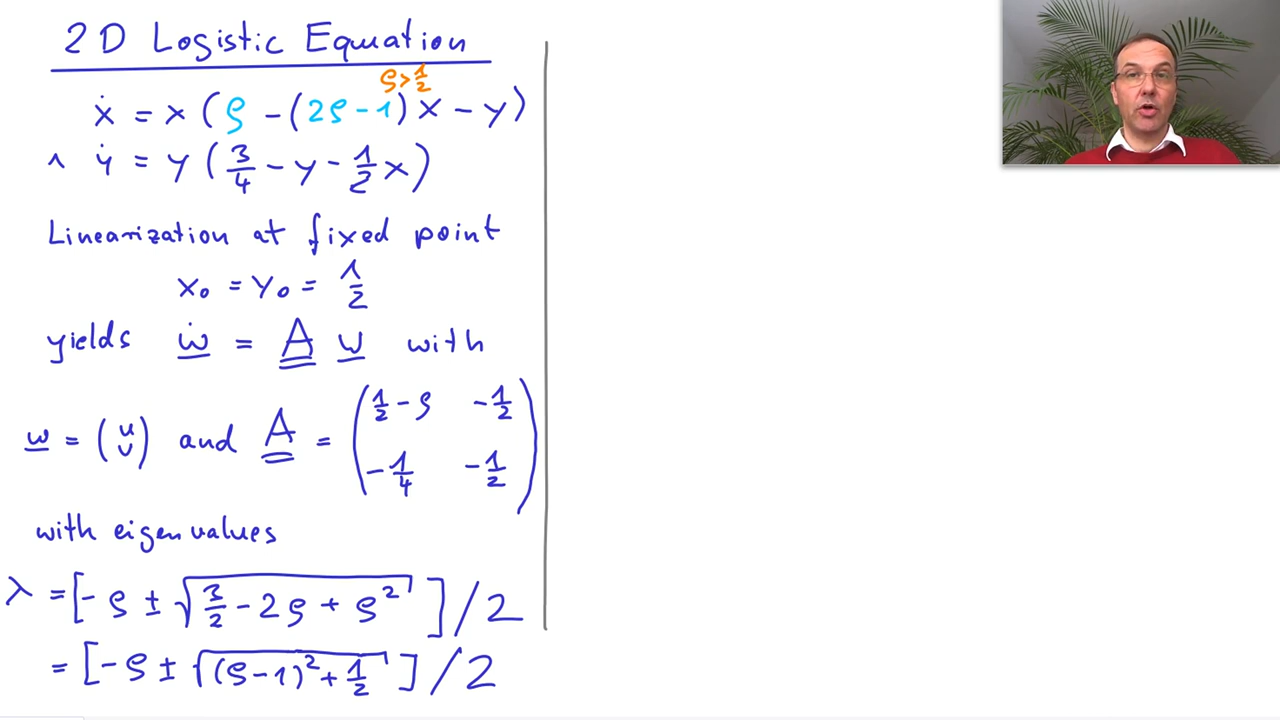 2D Logistic Equation
ϱ > 1/2
ẋ = x (ϱ - (2ϱ - 1) x - y)
∧ ẏ = y (3/4 - y - 1/2 x)
Linearization at fixed point
x₀ = y₀ = 1/2
yields ẇ = A w with
w = (u v) and A = (1/2 - ϱ -1/2
-1/4 -1/2)
with eigenvalues
λ = [-ϱ ± √(3/2 - 2ϱ + ϱ²)]/2
= [-ϱ ± √((ϱ-1)² + 1/2)]/2